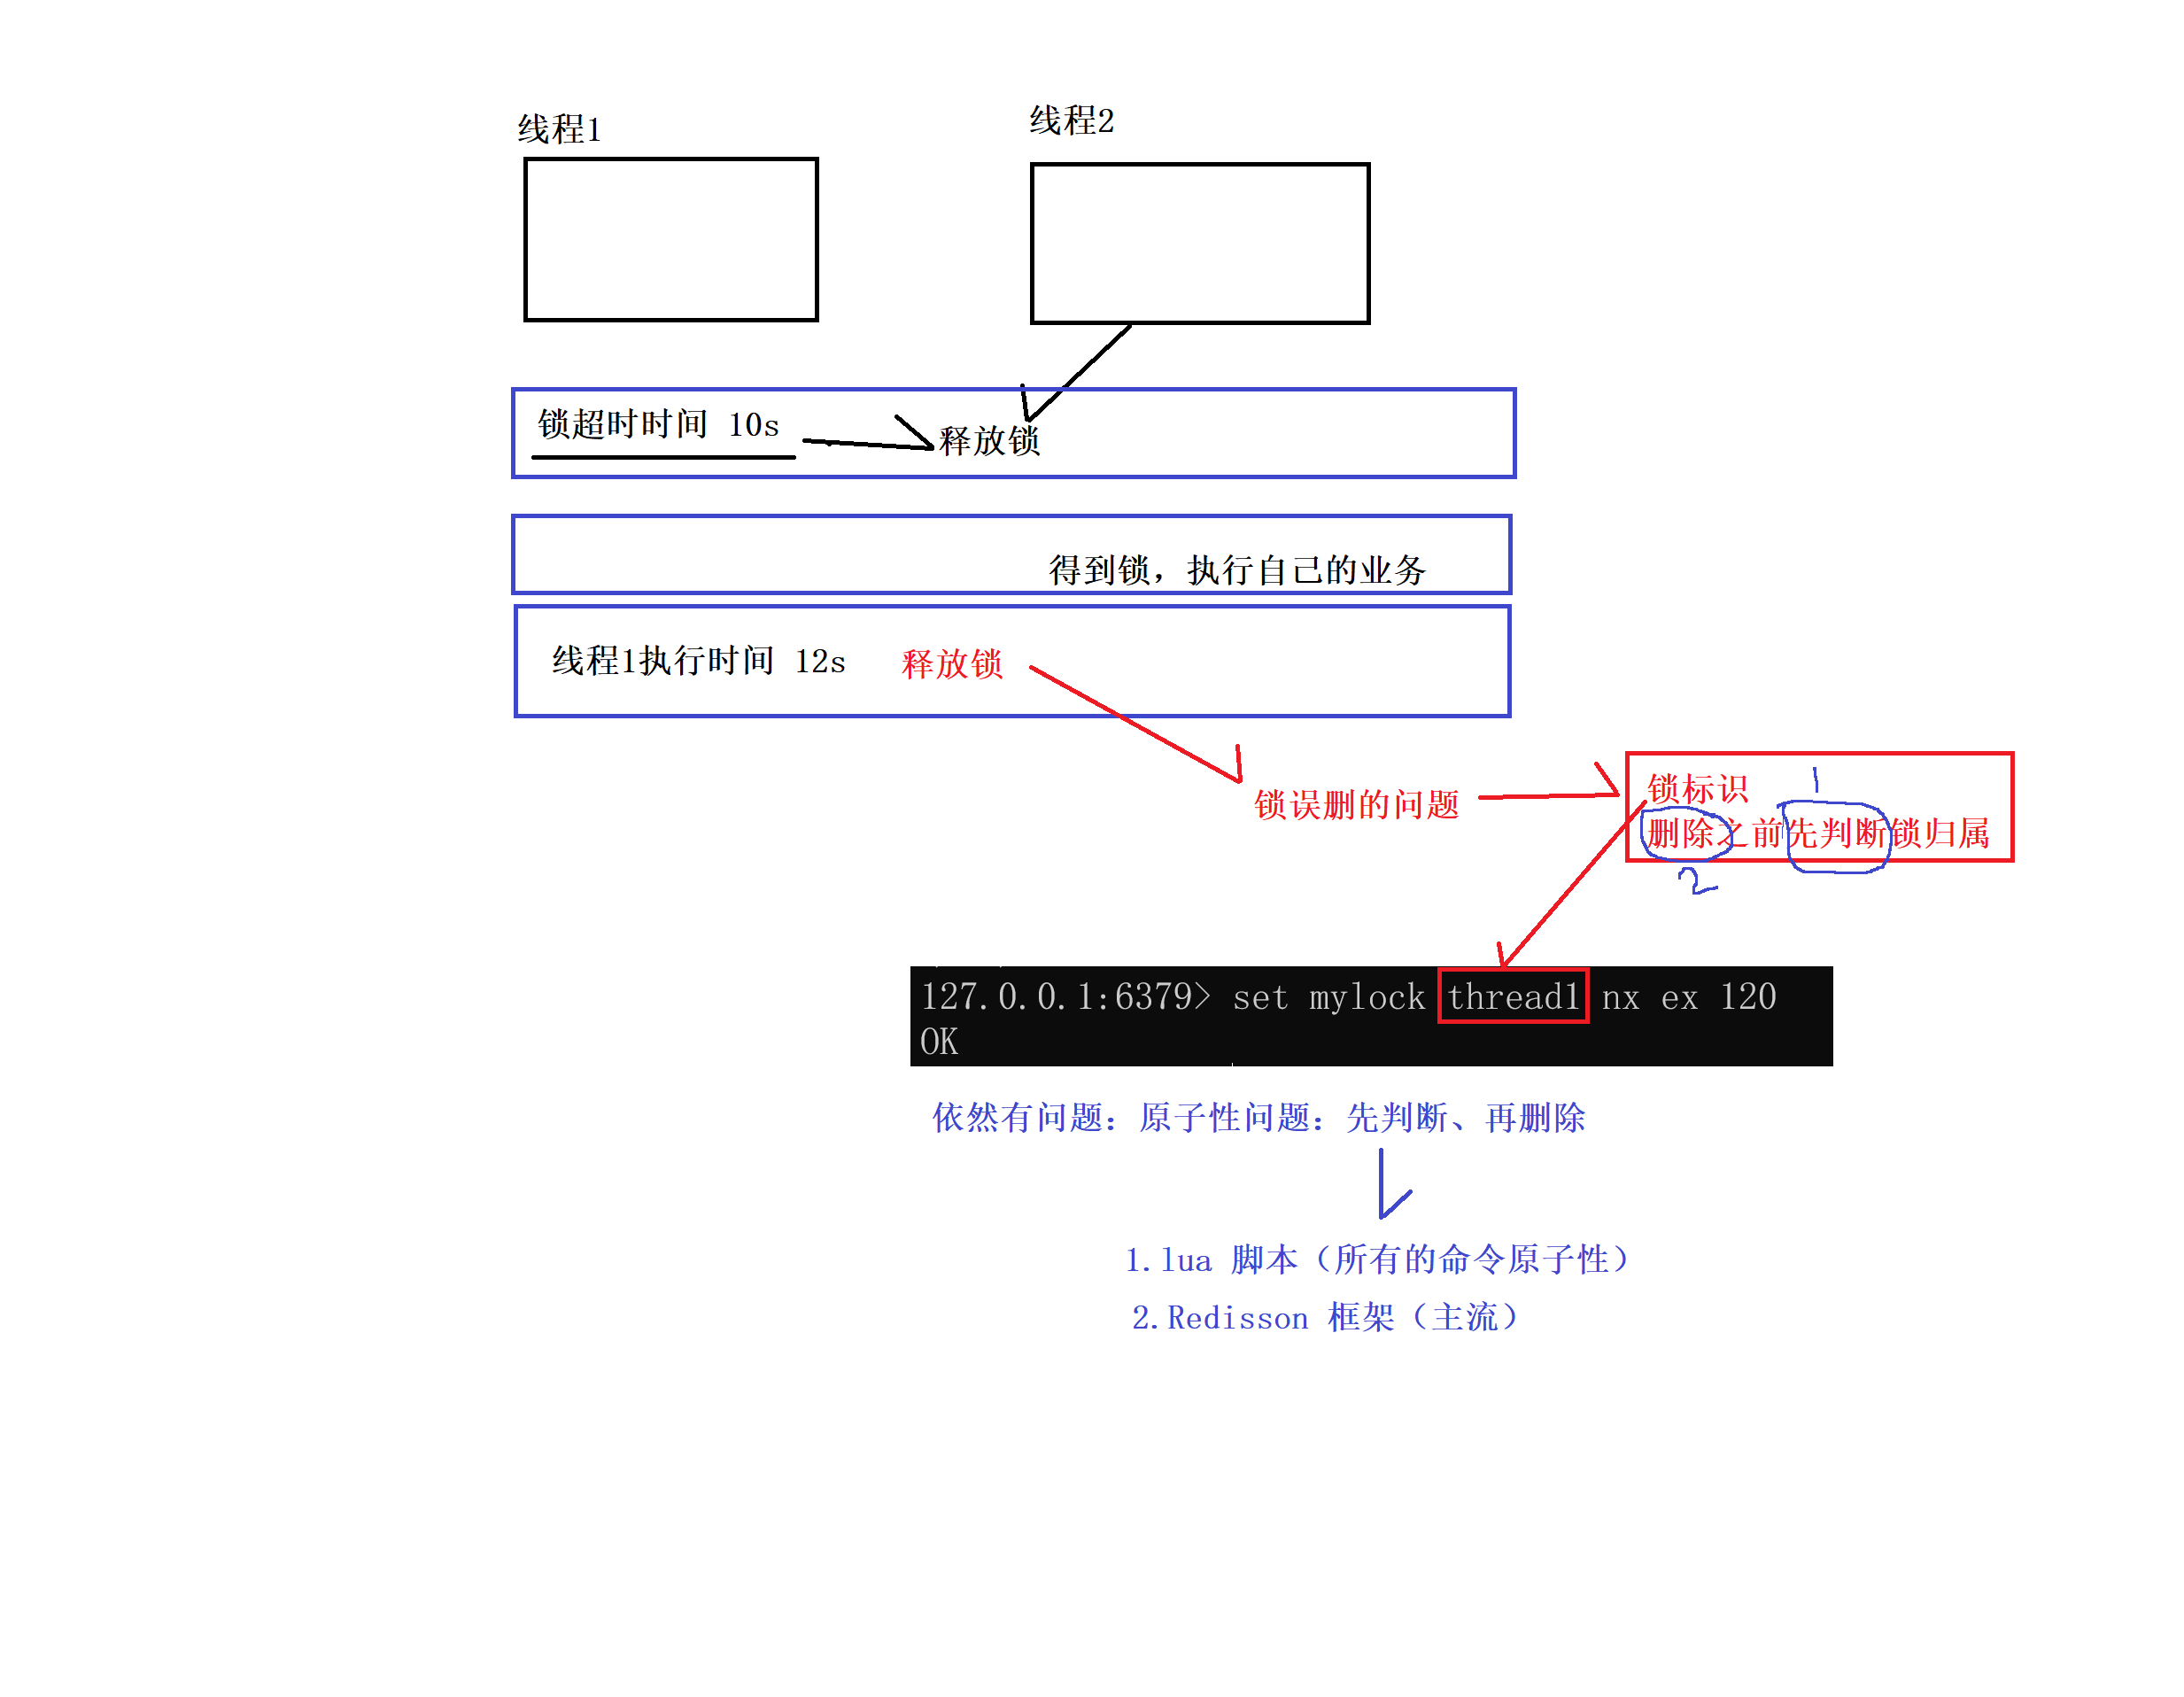 线程1
线程2
锁超时时间 10s
释放锁
得到锁，执行自己的业务
线程1执行时间 12s
释放锁
锁误删的问题
锁标识
1
删除之前先判断锁归属
2
127.0.0.1:6379> set mylock thread1 nx ex 120
OK
依然有问题：原子性问题：先判断、再删除
1.lua 脚本（所有的命令原子性）
2.Redisson 框架（主流）